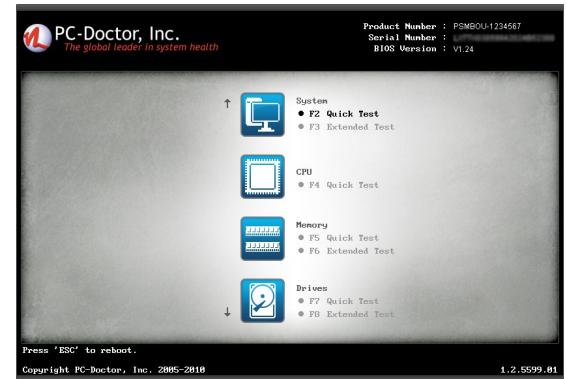 PC-Doctor, Inc.
The global leader in system health
Product Number : PSMBOU-1234567
Serial Number :
BIOS Version : V1.24
System
F2 Quick Test
F3 Extended Test
CPU
F4 Quick Test
Memory
F5 Quick Test
F6 Extended Test
Drives
F7 Quick Test
F8 Extended Test
Press 'ESC' to reboot.
Copyright PC-Doctor, Inc. 2005-2010
1.2.5599.01